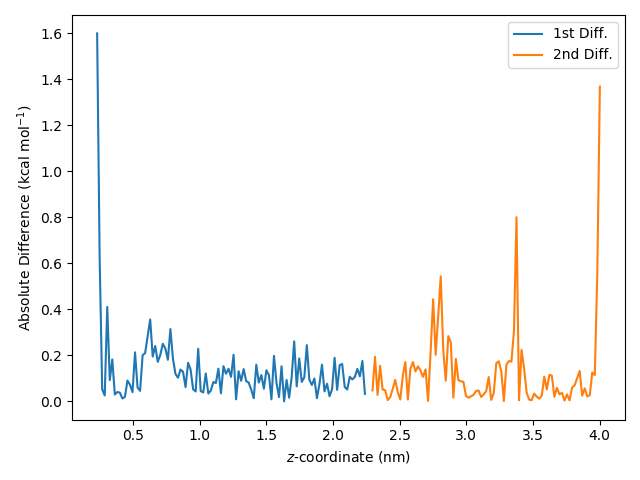 1st Diff.
2nd Diff.
1.6
1.4
1.2
1.0
0.8
0.6
0.4
0.2
0.0
Absolute Difference (kcal mol⁻¹)
0.5 1.0 1.5 2.0 2.5 3.0 3.5 4.0
z-coordinate (nm)